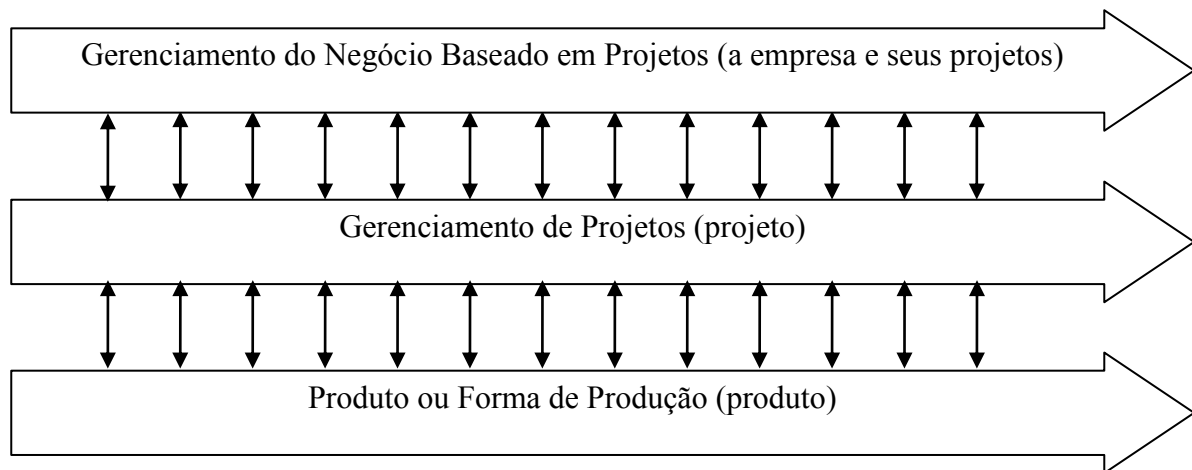 Gerenciamento do Negócio Baseado em Projetos (a empresa e seus projetos)
Gerenciamento de Projetos (projeto)
Produto ou Forma de Produção (produto)